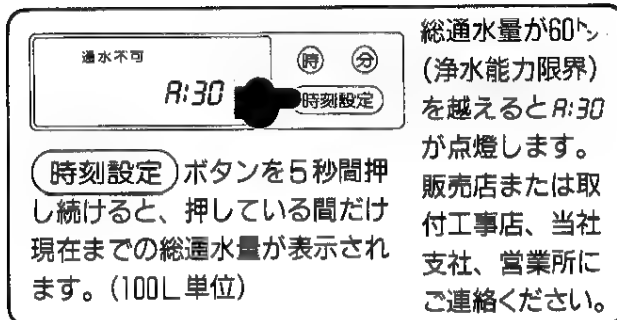 通水不可
A:30
時 分
時刻設定
時刻設定 ボタンを5秒間押
し続けると、押している間だけ
現在までの総通水量が表示され
ます。(100L単位)
総通水量が60㌧
(浄水能力限界)
を越えるとA:30
が点燈します。
販売店または取
付工事店、当社
支社、営業所に
ご連絡ください。